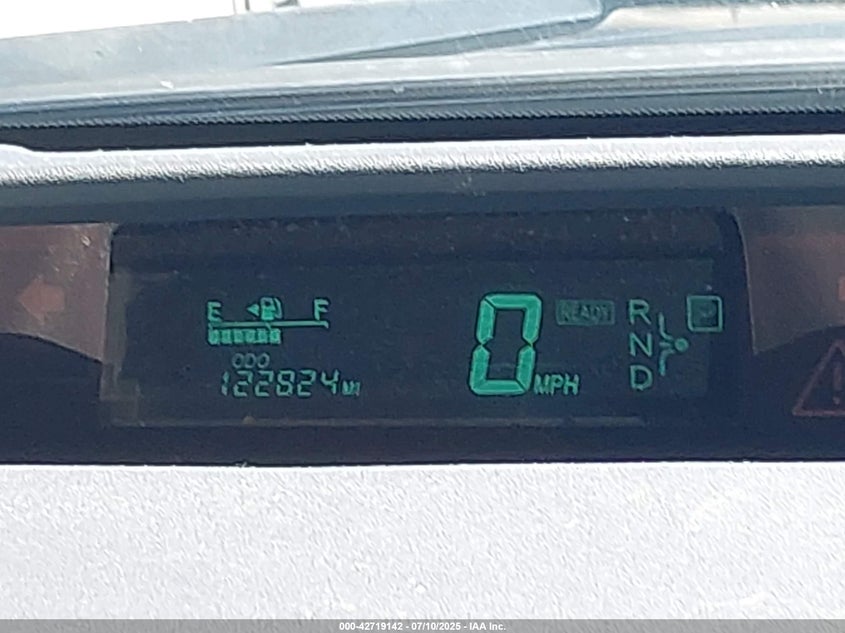 E F
ODO
122824 MI
0 MPH
READY
R P
N
D
000-42719142 - 07/10/2025 - IAA Inc.